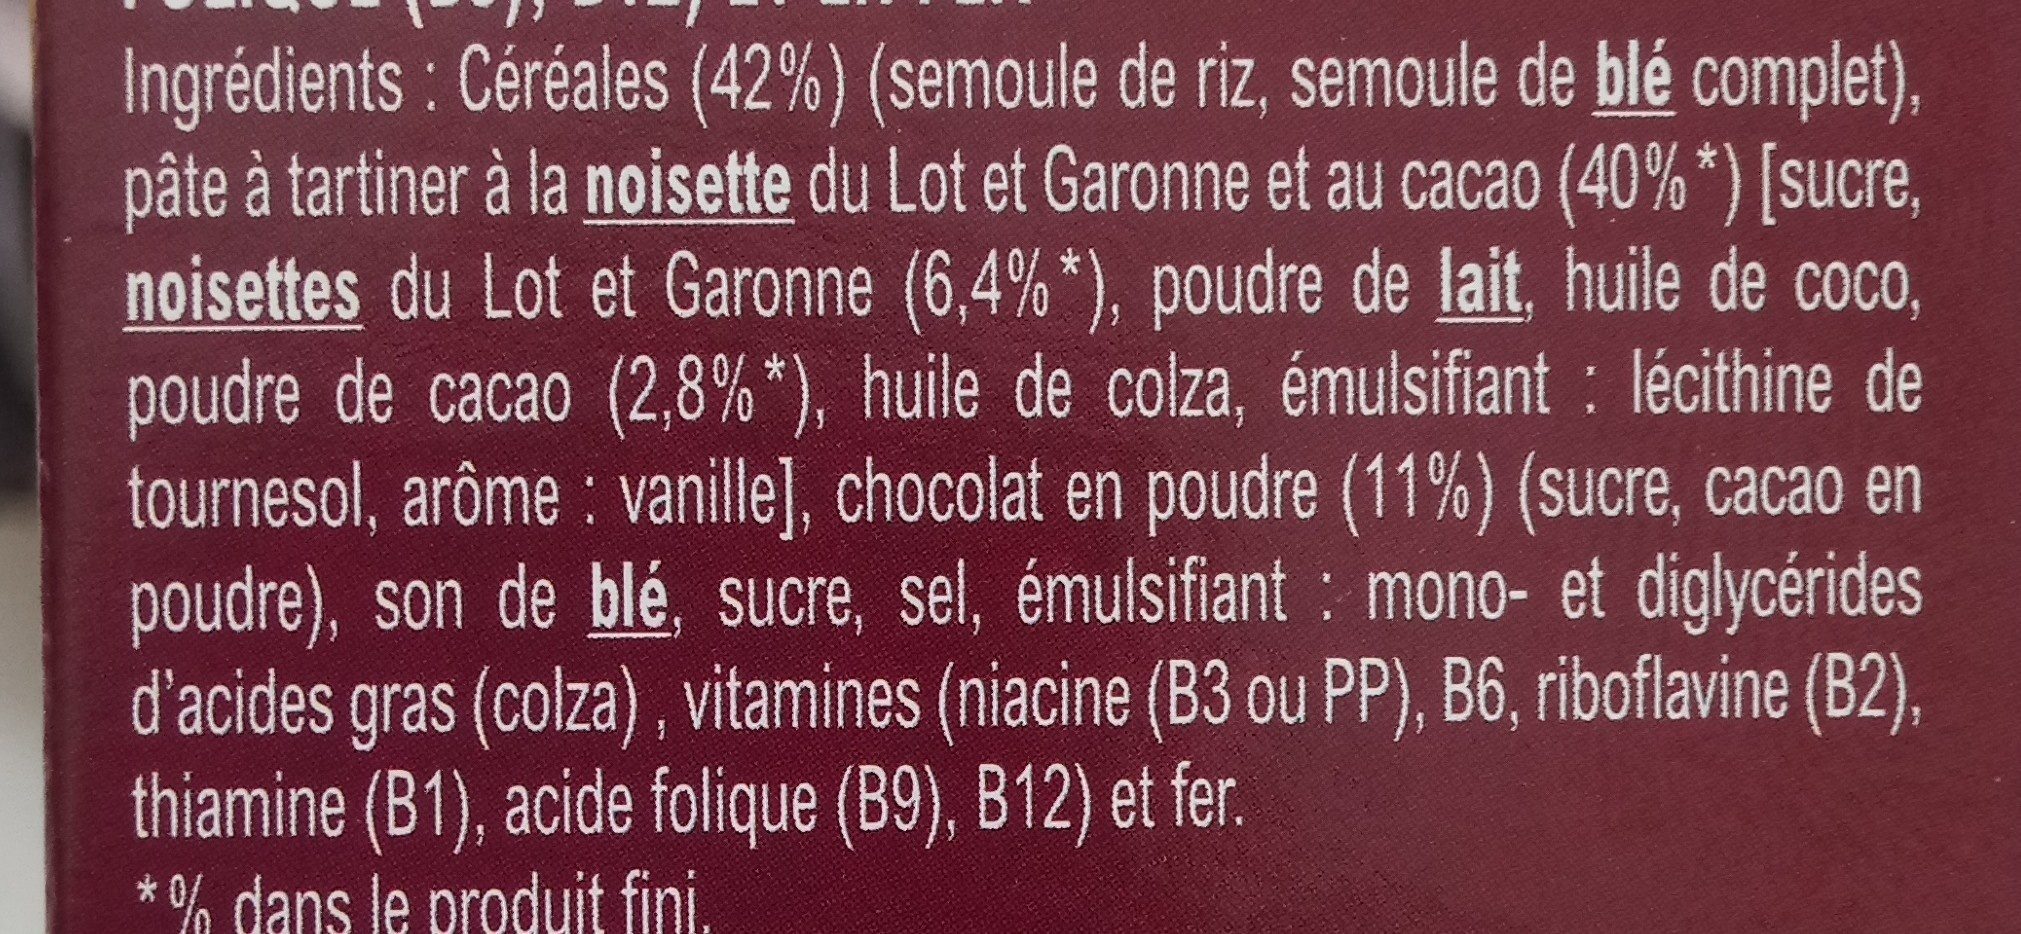 Ingrédients : Céréales (42%) (semoule de riz, semoule de blé complet),
pâte à tartiner à la noisette du Lot et Garonne et au cacao (40%*) [sucre,
noisettes du Lot et Garonne (6,4%*), poudre de lait, huile de coco,
poudre de cacao (2,8%*), huile de colza, émulsifiant : lécithine de
tournesol, arôme : vanille], chocolat en poudre (11%) (sucre, cacao en
poudre), son de blé, sucre, sel, émulsifiant : mono- et diglycérides
d'acides gras (colza) , vitamines (niacine (B3 ou PP), B6, riboflavine (B2),
thiamine (B1), acide folique (B9), B12) et fer.
*% dans le produit fini.